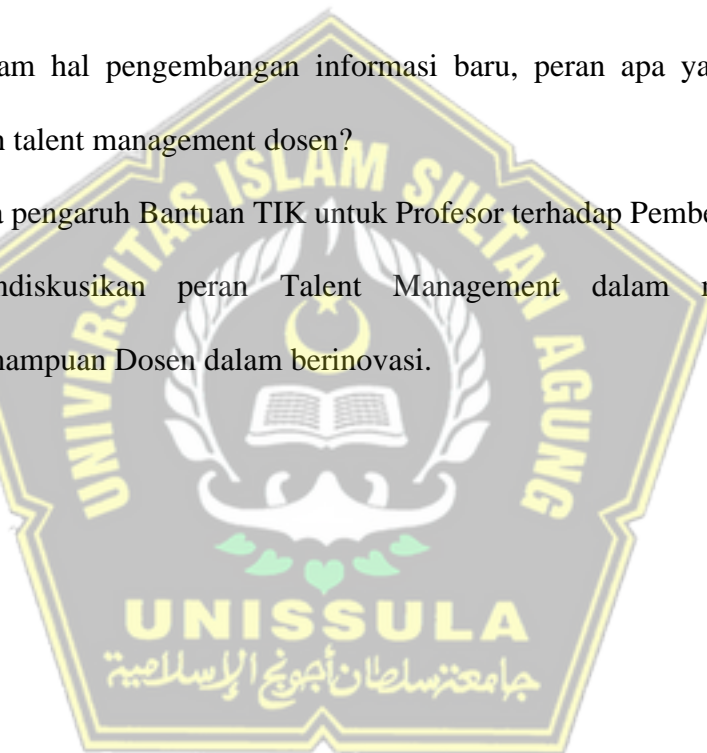 am hal pengembangan informasi baru, peran apa ya
talent management dosen?
pengaruh Bantuan TIK untuk Profesor terhadap Pembe
ndiskusikan peran Talent Management dalam
ampuan Dosen dalam berinovasi.
UNIVERSITAS ISLAM SULTAN AGUNG
UNISSULA
جامعة سلطان أجونج الإسلامية